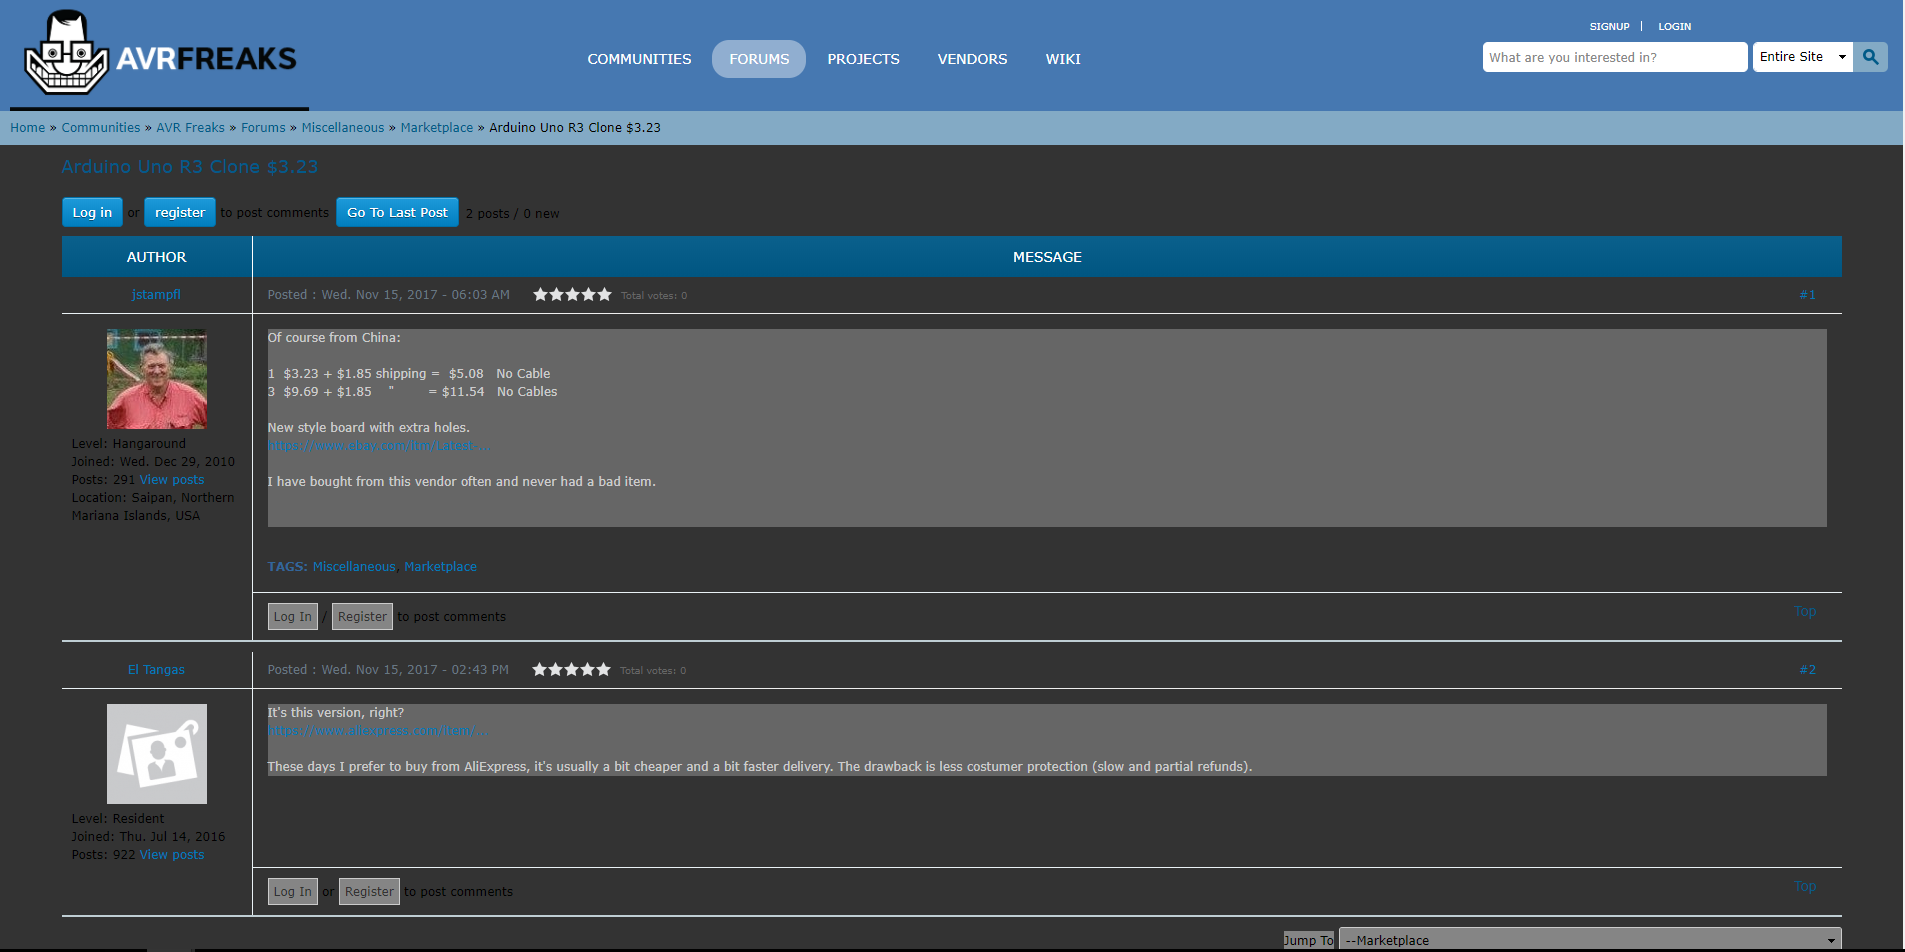 AVRFREAKS
COMMUNITIES FORUMS PROJECTS VENDORS WIKI
SIGNUP | LOGIN
What are you interested in? Entire Site
Home » Communities » AVR Freaks » Forums » Miscellaneous » Marketplace » Arduino Uno R3 Clone $3.23
Arduino Uno R3 Clone $3.23
Log in or register to post comments Go To Last Post 2 posts / 0 new
AUTHOR MESSAGE
jstampfl Posted : Wed. Nov 15, 2017 - 06:03 AM Total votes: 0 #1
Level: Hangaround
Joined: Wed. Dec 29, 2010
Posts: 291 View posts
Location: Saipan, Northern
Mariana Islands, USA
Of course from China:
1 $3.23 + $1.85 shipping = $5.08 No Cable
3 $9.69 + $1.85 " = $11.54 No Cables
New style board with extra holes.
https://www.ebay.com/itm/Latest-...
I have bought from this vendor often and never had a bad item.
TAGS: Miscellaneous, Marketplace
Log In / Register to post comments Top
El Tangas Posted : Wed. Nov 15, 2017 - 02:43 PM Total votes: 0 #2
Level: Resident
Joined: Thu. Jul 14, 2016
Posts: 922 View posts
It's this version, right?
https://www.aliexpress.com/item/...
These days I prefer to buy from AliExpress, it's usually a bit cheaper and a bit faster delivery. The drawback is less costumer protection (slow and partial refunds).
Log In or Register to post comments Top
Jump To --Marketplace